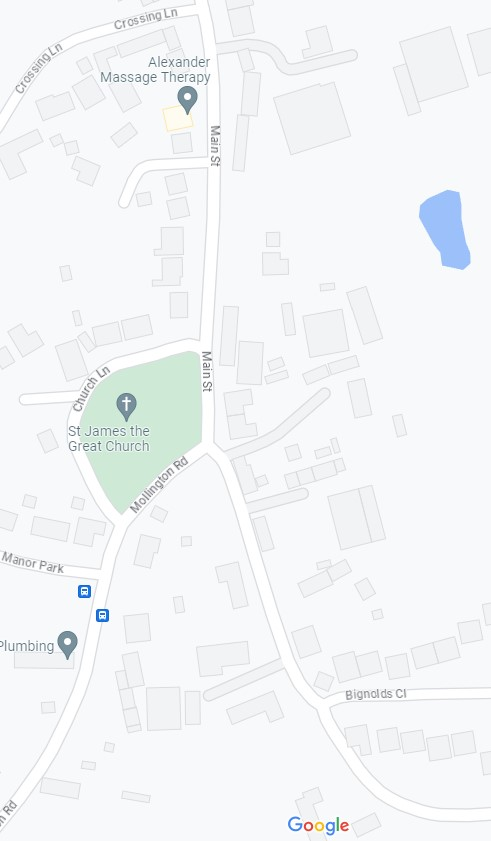 Crossing Ln
Crossing Ln
Alexander
Massage Therapy
Main St
Main St
Church Ln
St James the
Great Church
Mollington Rd
Manor Park
Plumbing
Bignolds Cl
Google